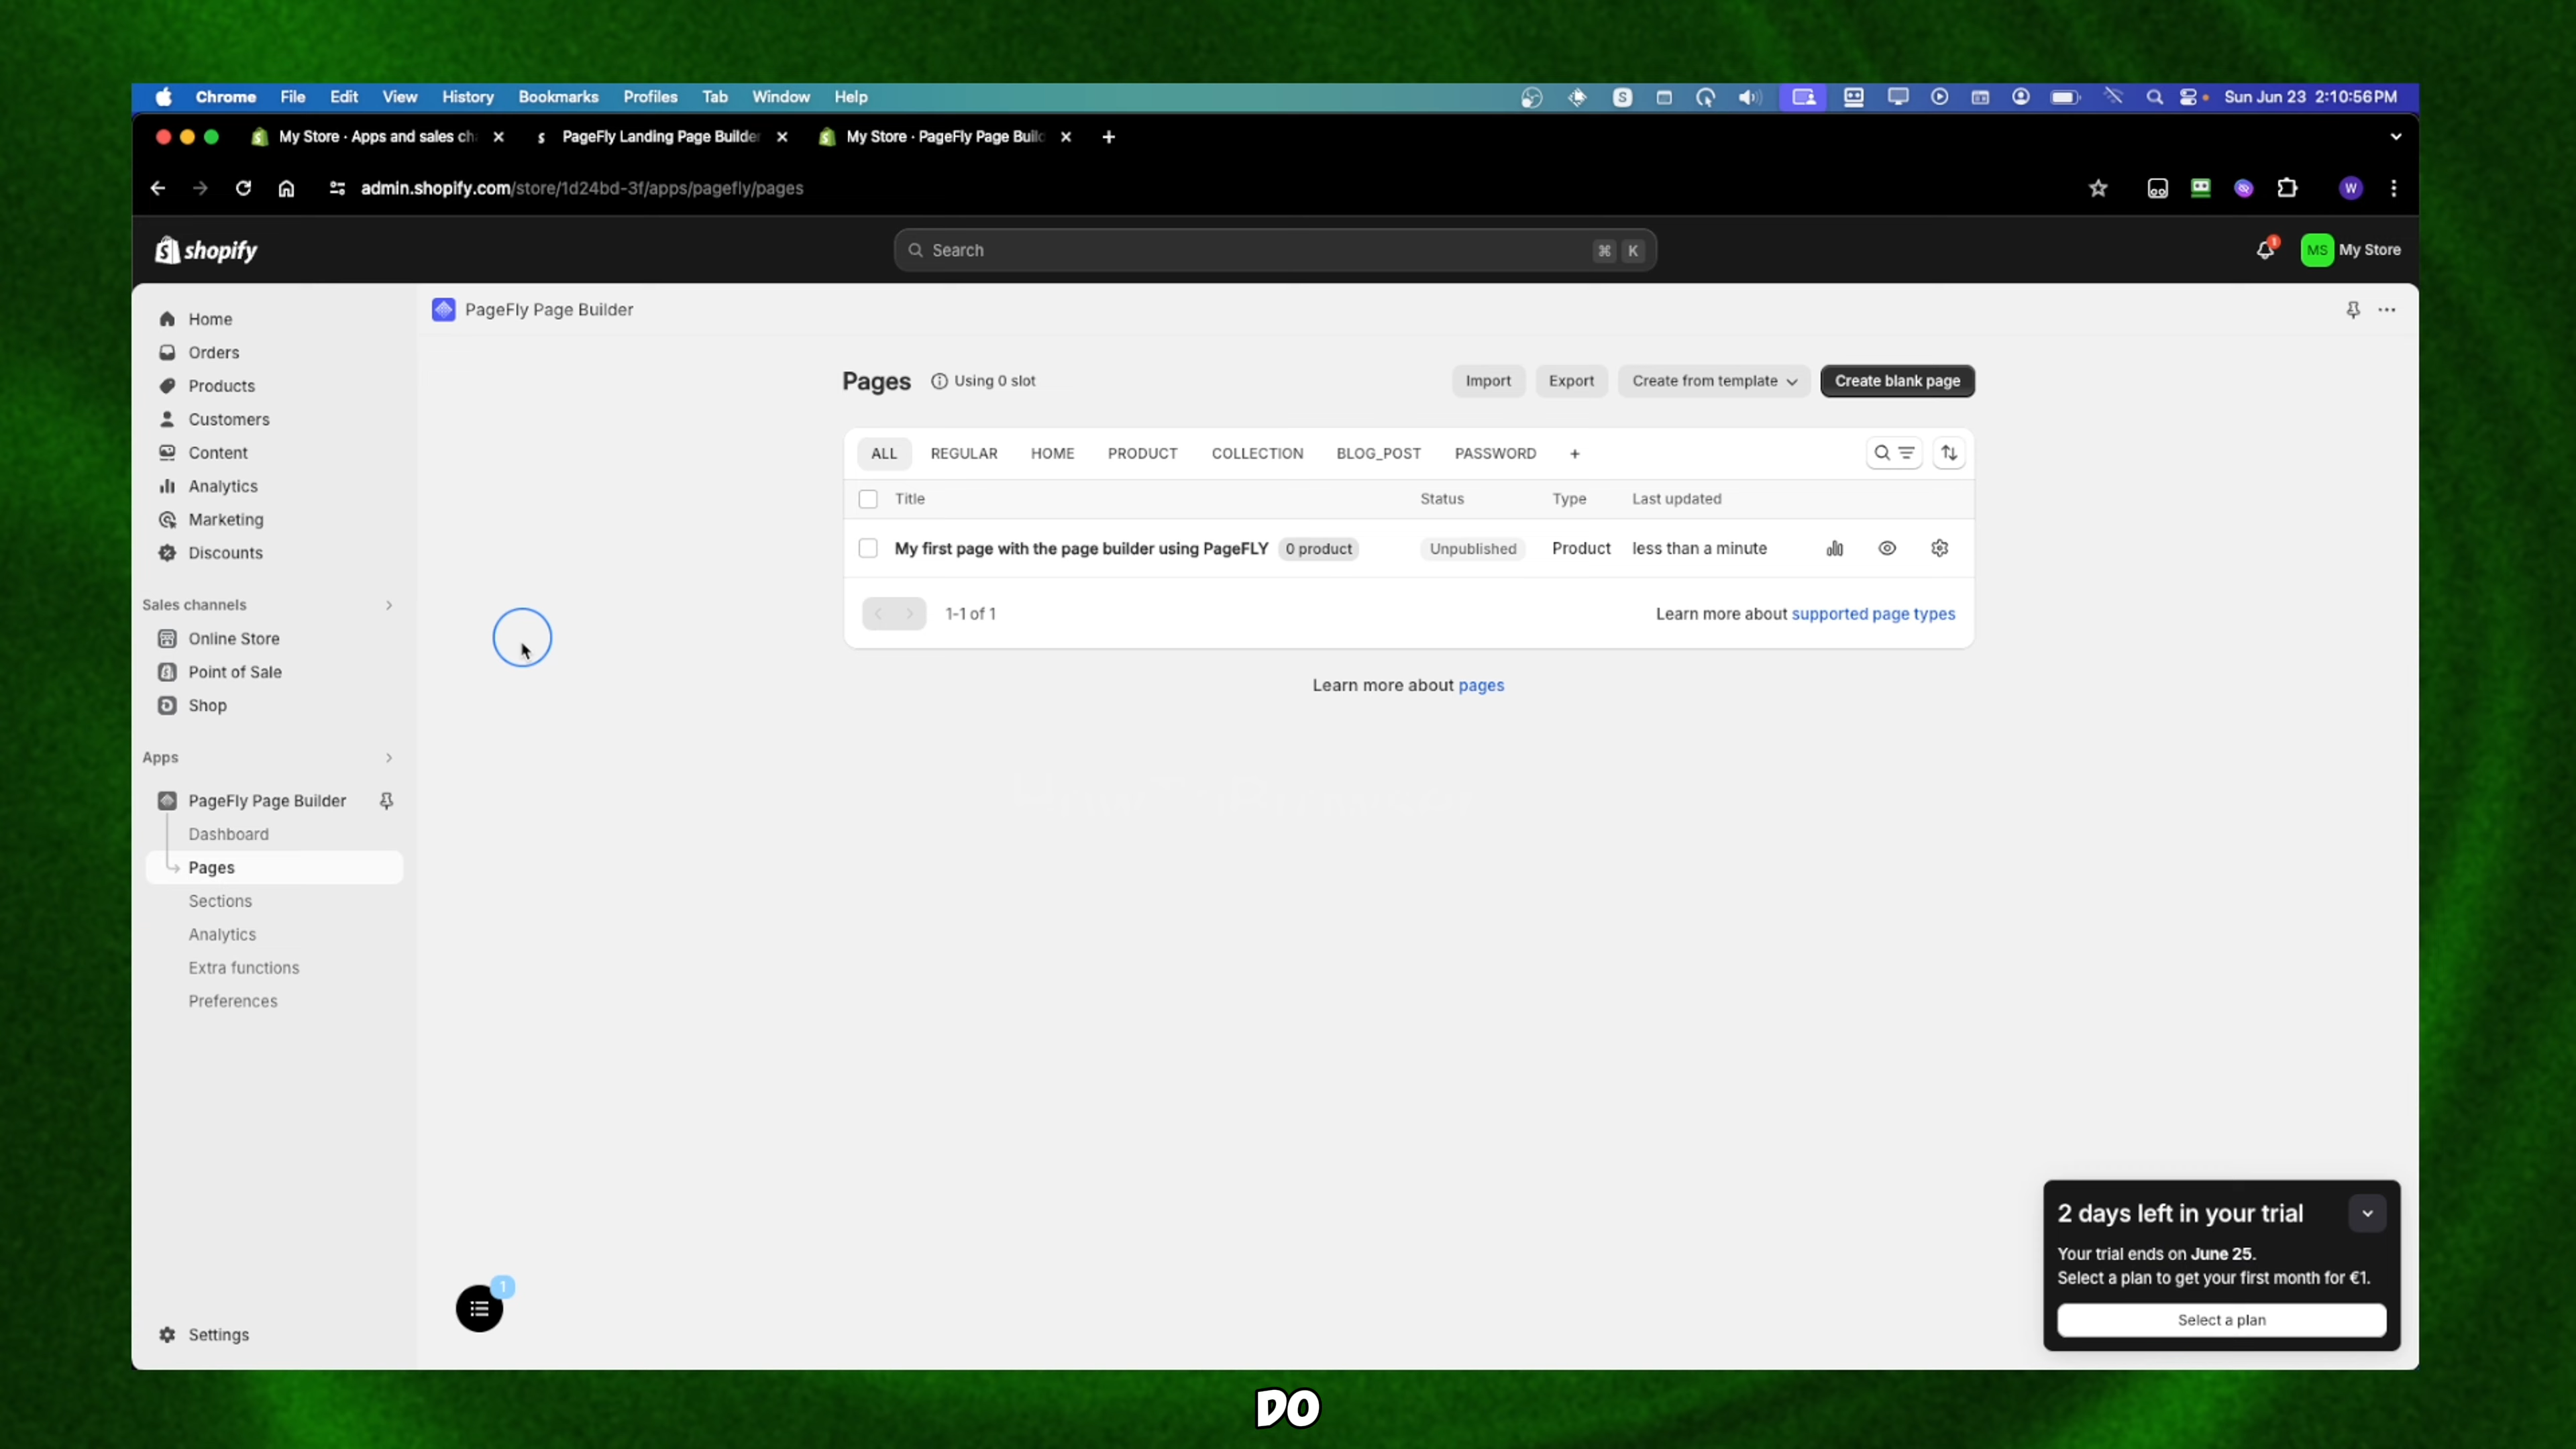 Chrome File Edit View History Bookmarks Profiles Tab Window Help
Sun Jun 23 2:10:56 PM
My Store · Apps and sales ch
PageFly Landing Page Builder
My Store · PageFly Page Build
admin.shopify.com/store/1d24bd-3f/apps/pagefly/pages
W
shopify
Search
⌘ K
1
MS My Store
Home
Orders
Products
Customers
Content
Analytics
Marketing
Discounts
Sales channels
Online Store
Point of Sale
Shop
Apps
PageFly Page Builder
Dashboard
Pages
Sections
Analytics
Extra functions
Preferences
Settings
PageFly Page Builder
Pages Using 0 slot
Import Export Create from template Create blank page
ALL REGULAR HOME PRODUCT COLLECTION BLOG_POST PASSWORD +
Title Status Type Last updated
My first page with the page builder using PageFLY 0 product Unpublished Product less than a minute
1-1 of 1
Learn more about supported page types
Learn more about pages
1
2 days left in your trial
Your trial ends on June 25.
Select a plan to get your first month for €1.
Select a plan
DO